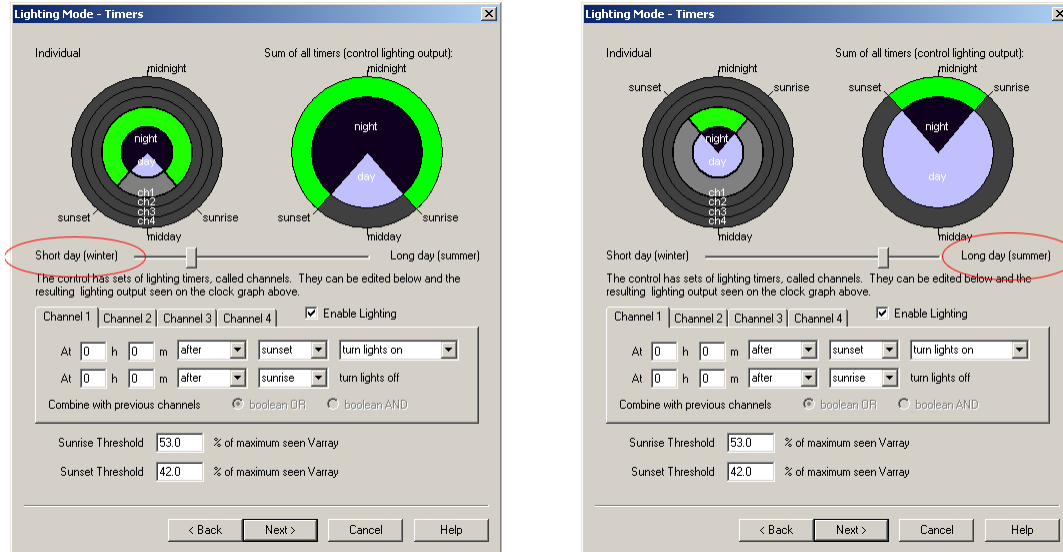 Lighting Mode - Timers
Individual
Sum of all timers (control lighting output):
midnight
midnight
night
day
ch1
ch2
ch3
ch4
sunset
sunrise
midday
night
day
sunset
sunrise
midday
Short day (winter)
Long day (summer)
The control has sets of lighting timers, called channels. They can be edited below and the
resulting lighting output seen on the clock graph above.
Channel 1 Channel 2 Channel 3 Channel 4 Enable Lighting
At 0 h 0 m after sunset turn lights on
At 0 h 0 m after sunrise turn lights off
Combine with previous channels boolean OR boolean AND
Sunrise Threshold 53.0 % of maximum seen Varray
Sunset Threshold 42.0 % of maximum seen Varray
< Back Next > Cancel Help
Lighting Mode - Timers
Individual
Sum of all timers (control lighting output):
midnight
midnight
sunset
sunrise
sunset
sunrise
night
day
ch1
ch2
ch3
ch4
midday
night
day
midday
Short day (winter)
Long day (summer)
The control has sets of lighting timers, called channels. They can be edited below and the
resulting lighting output seen on the clock graph above.
Channel 1 Channel 2 Channel 3 Channel 4 Enable Lighting
At 0 h 0 m after sunset turn lights on
At 0 h 0 m after sunrise turn lights off
Combine with previous channels boolean OR boolean AND
Sunrise Threshold 53.0 % of maximum seen Varray
Sunset Threshold 42.0 % of maximum seen Varray
< Back Next > Cancel Help